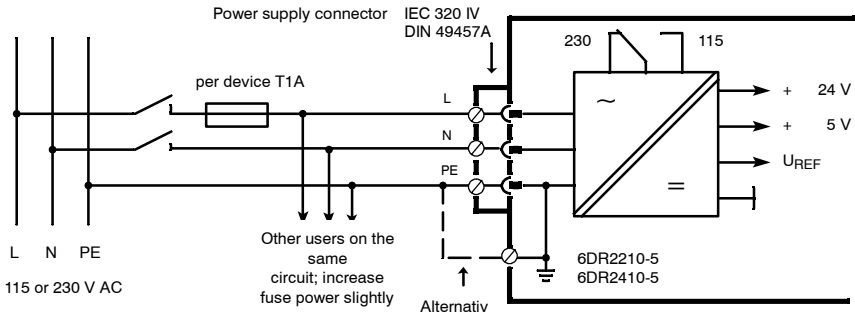 Power supply connector
IEC 320 IV
DIN 49457A
230
115
per device T1A
L
~
+ 24 V
N
+ 5 V
PE
UREF
=
Other users on the
same
circuit; increase
fuse power slightly
L N PE
115 or 230 V AC
6DR2210-5
6DR2410-5
Alternativ